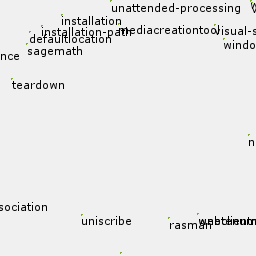 unattended-processing
installation
mediacreationtool
visual-s
installation-path
defaultlocation
windo
sagemath
nce
teardown
n
sociation
uniscribe
rasman